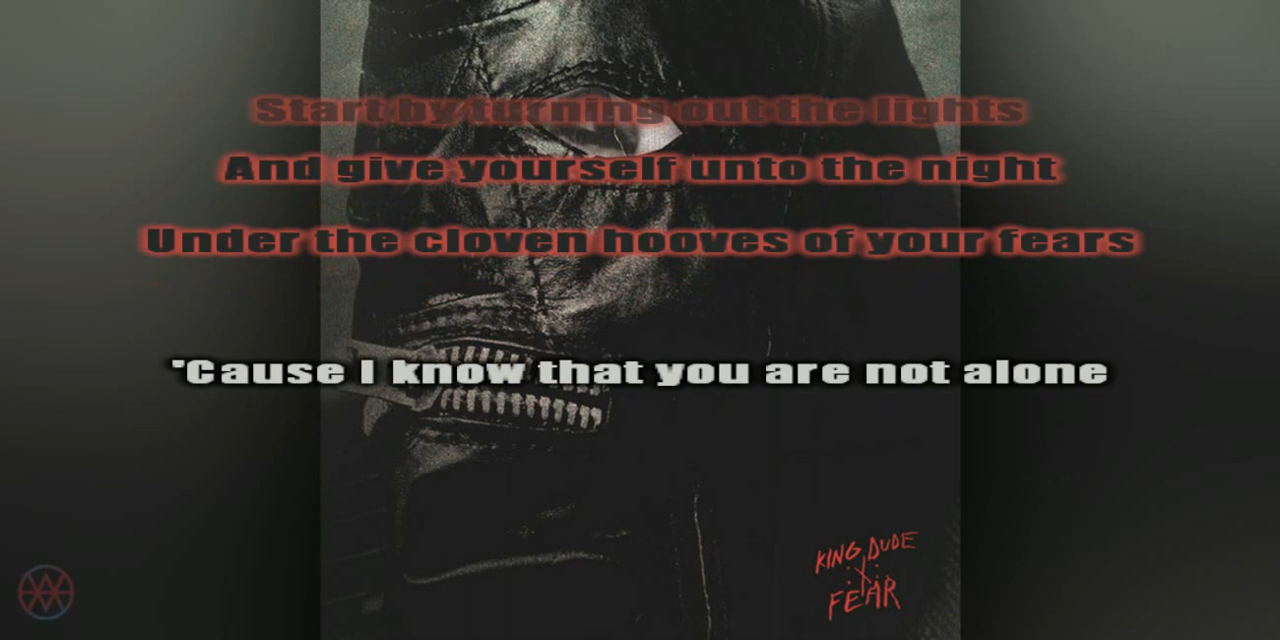 Start by turning out the lights
And give yourself unto the night
Under the cloven hooves of your fears
'Cause I know that you are not alone
KING DUDE
FEAR